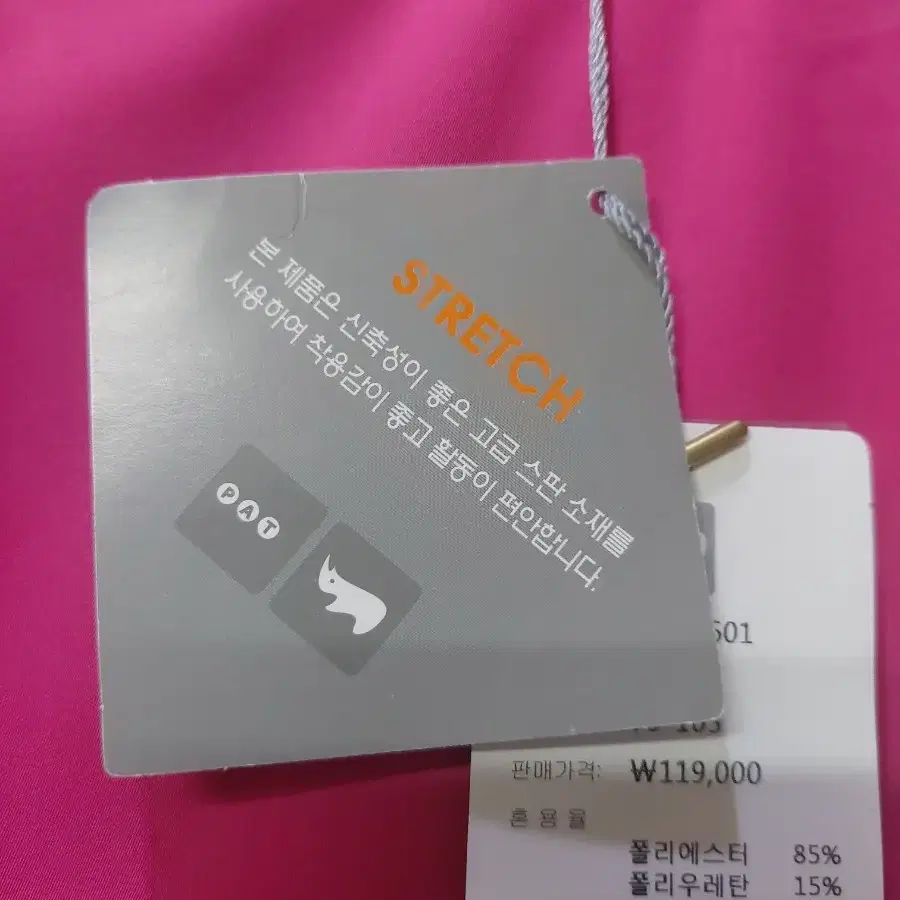 STRETCH
본 제품은 신축성이 좋은 고급 스판 소재를
사용하여 착용감이 좋고 활동이 편안합니다.
PAT
판매가격: ₩119,000
혼용율
폴리에스터 85%
폴리우레탄 15%